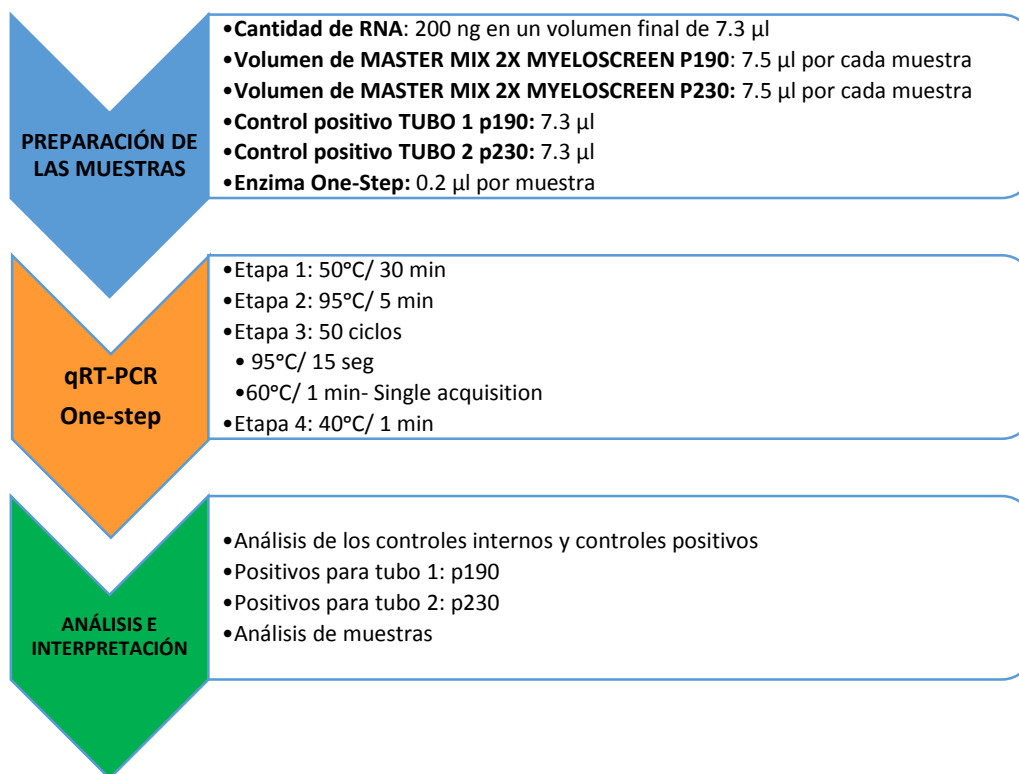 PREPARACIÓN DE
LAS MUESTRAS
•Cantidad de RNA: 200 ng en un volumen final de 7.3 µl
•Volumen de MASTER MIX 2X MYELOSCREEN P190: 7.5 µl por cada muestra
•Volumen de MASTER MIX 2X MYELOSCREEN P230: 7.5 µl por cada muestra
•Control positivo TUBO 1 p190: 7.3 µl
•Control positivo TUBO 2 p230: 7.3 µl
•Enzima One-Step: 0.2 µl por muestra
qRT-PCR
One-step
•Etapa 1: 50°C/ 30 min
•Etapa 2: 95°C/ 5 min
•Etapa 3: 50 ciclos
• 95°C/ 15 seg
•60°C/ 1 min- Single acquisition
•Etapa 4: 40°C/ 1 min
ANÁLISIS E
INTERPRETACIÓN
•Análisis de los controles internos y controles positivos
•Positivos para tubo 1: p190
•Positivos para tubo 2: p230
•Análisis de muestras